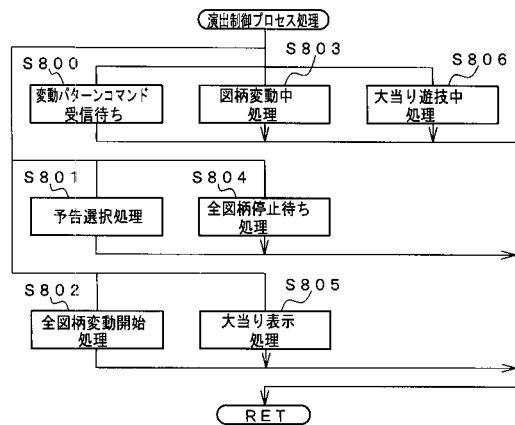 演出制御プロセス処理
S800
変動パターンコマンド
受信待ち
S803
図柄変動中
処理
S806
大当り遊技中
処理
S801
予告選択処理
S804
全図柄停止待ち
処理
S802
全図柄変動開始
処理
S805
大当り表示
処理
RET